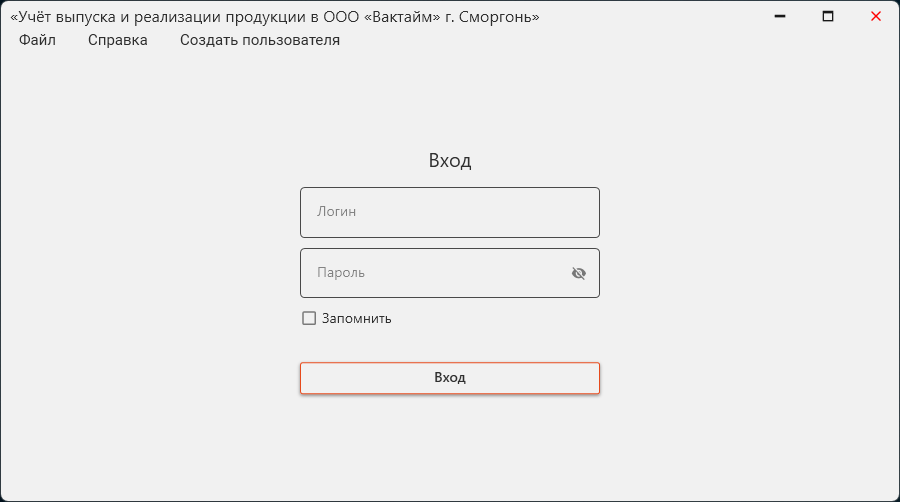 «Учёт выпуска и реализации продукции в ООО «Вактайм» г. Сморгонь»
Файл Справка Создать пользователя
Вход
Логин
Пароль
Запомнить
Вход